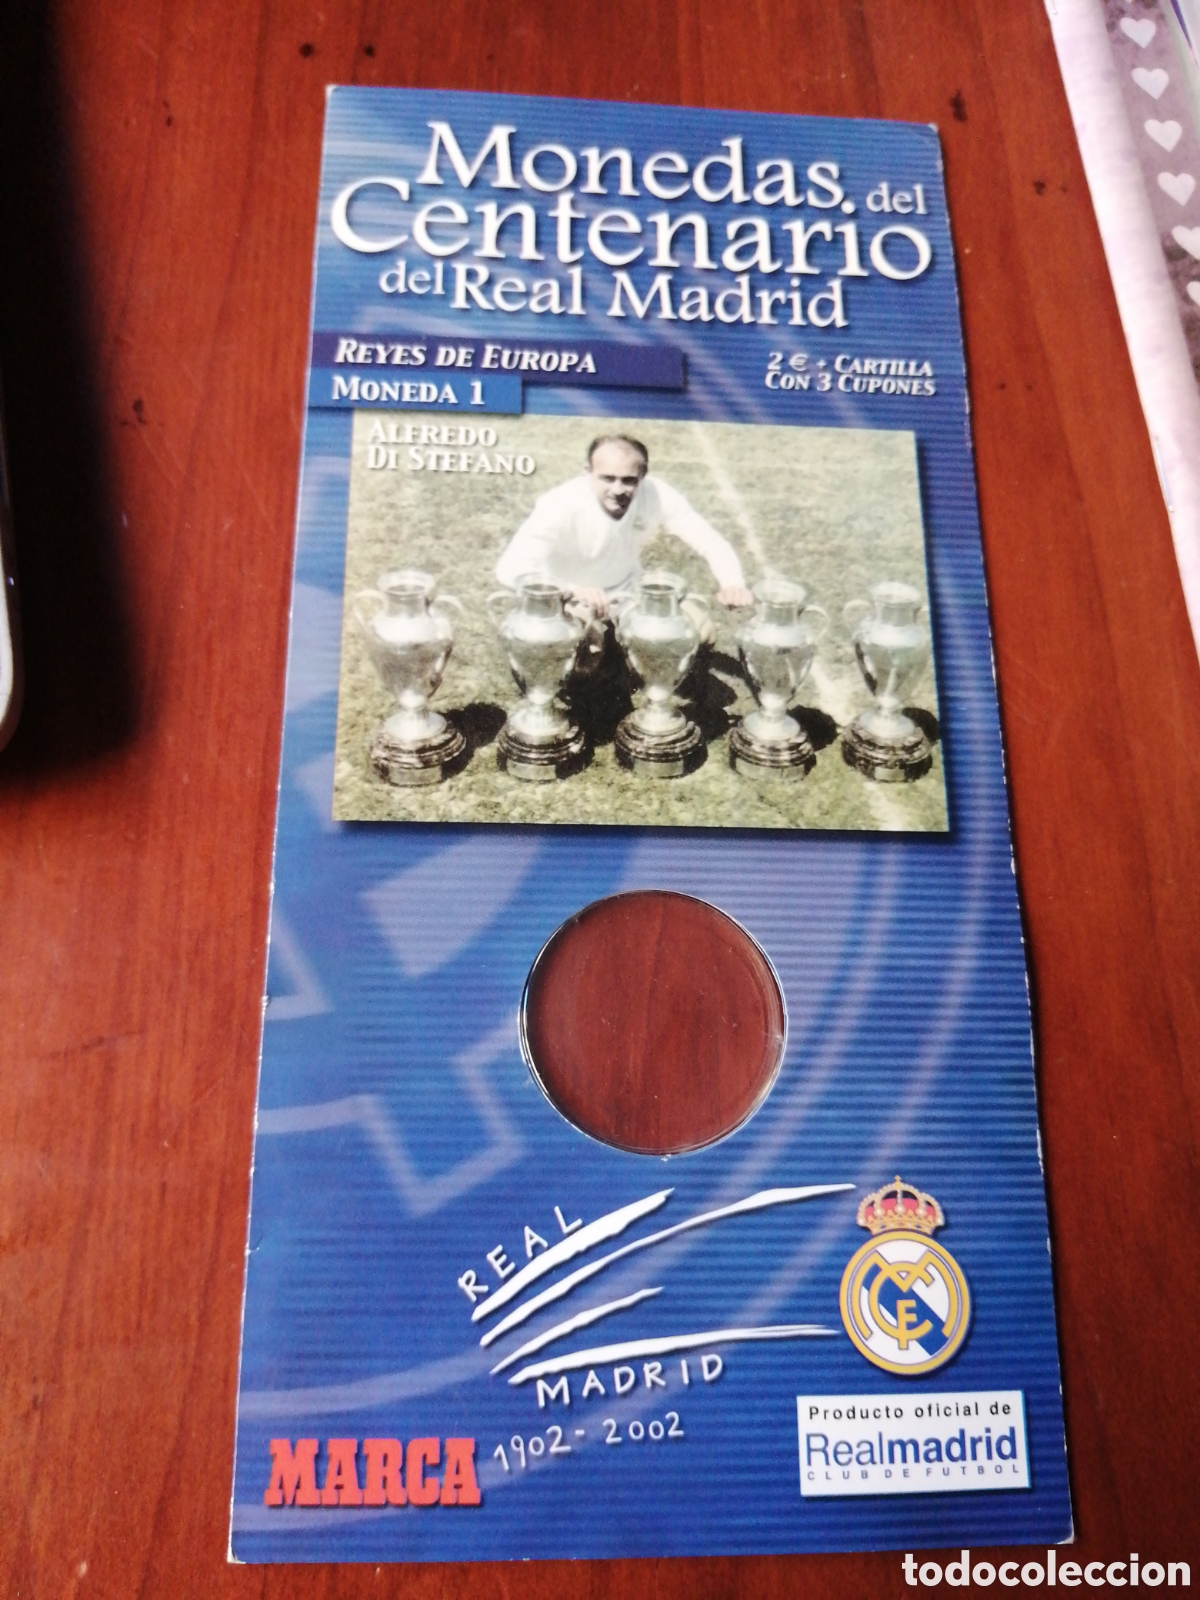 Monedas del
Centenario
del Real Madrid
REYES DE EUROPA
MONEDA 1
2 € + CARTILLA
CON 3 CUPONES
ALFREDO
DI STEFANO
REAL
MADRID
1902-2002
MARCA
Producto oficial de
Realmadrid
CLUB DE FUTBOL
todocoleccion